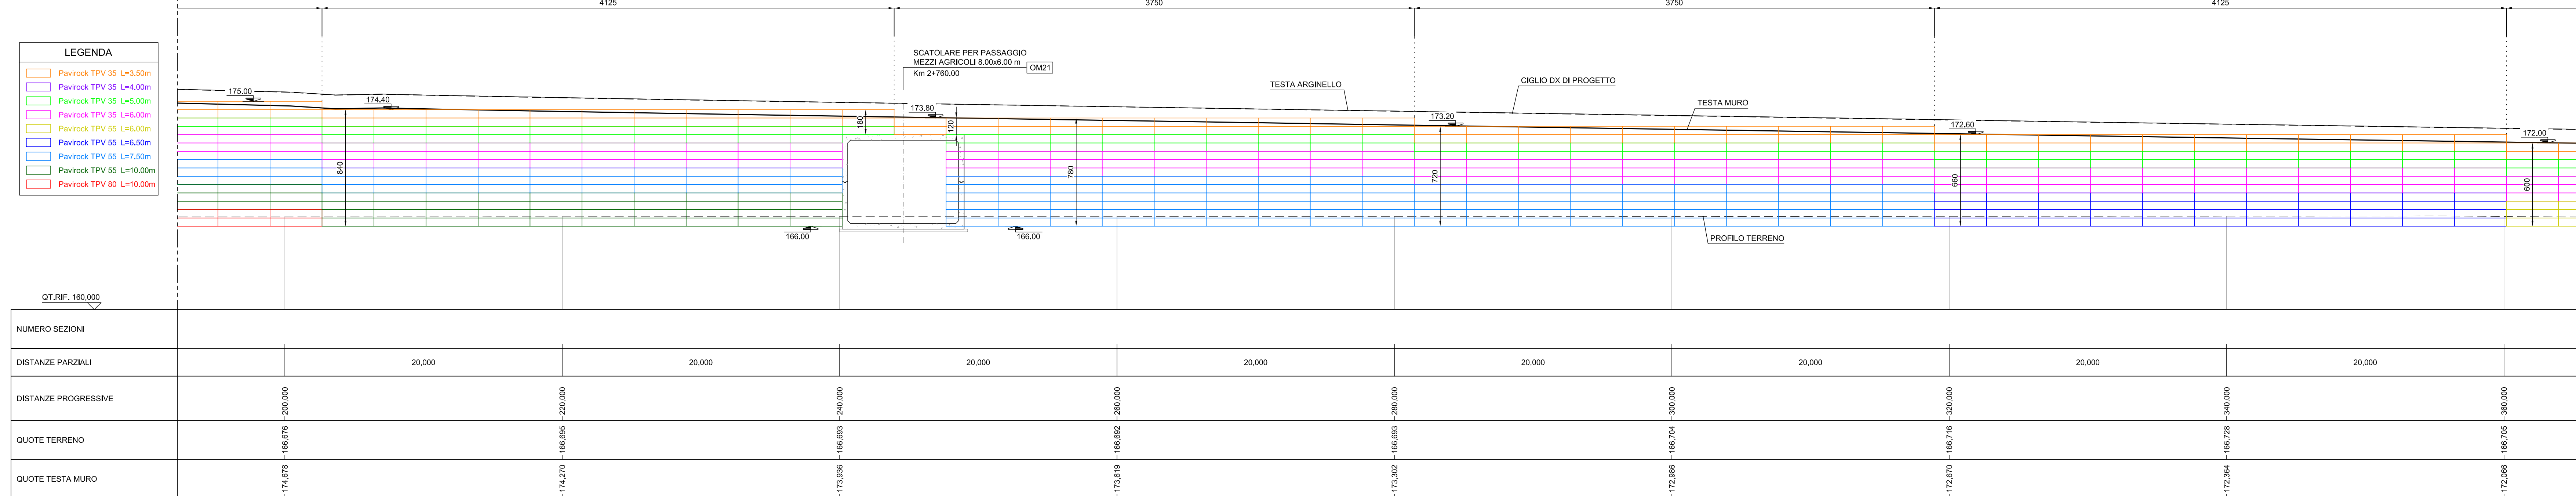 4125
3750
3750
4125
LEGENDA
Pavirock TPV 35 L=3,50m
Pavirock TPV 35 L=4,00m
Pavirock TPV 35 L=5,00m
Pavirock TPV 35 L=6,00m
Pavirock TPV 55 L=6,00m
Pavirock TPV 55 L=6,50m
Pavirock TPV 55 L=7,50m
Pavirock TPV 55 L=10,00m
Pavirock TPV 80 L=10,00m
SCATOLARE PER PASSAGGIO
MEZZI AGRICOLI 8,00x6,00 m
Km 2+760.00
OM21
TESTA ARGINELLO
CIGLIO DX DI PROGETTO
TESTA MURO
175,00
174,40
173,80
173,20
172,60
172,00
840
180
120
780
720
660
600
166,00
166,00
PROFILO TERRENO
QT.RIF. 160,000
NUMERO SEZIONI
DISTANZE PARZIALI
20,000
20,000
20,000
20,000
20,000
20,000
20,000
20,000
DISTANZE PROGRESSIVE
200,000
220,000
240,000
260,000
280,000
300,000
320,000
340,000
360,000
QUOTE TERRENO
166,676
166,695
166,693
166,692
166,693
166,704
166,716
166,728
166,705
QUOTE TESTA MURO
174,678
174,270
173,936
173,619
173,302
172,986
172,670
172,364
172,066